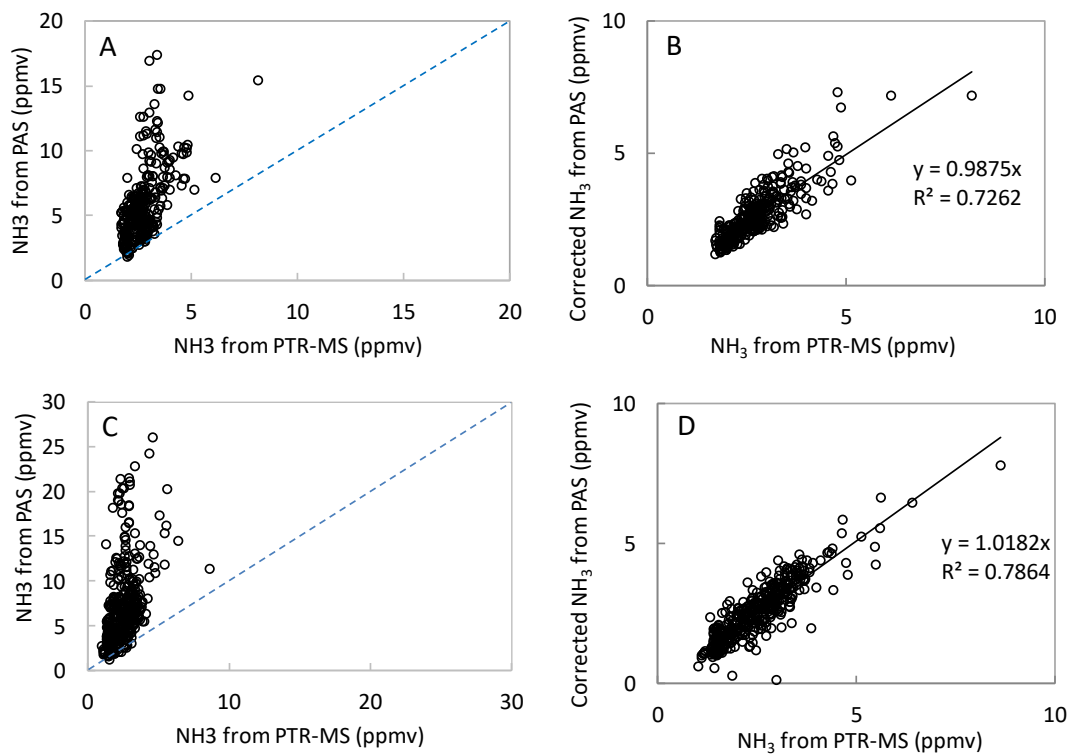 A
NH3 from PAS (ppmv)
20
15
10
5
0
0 5 10 15 20
NH3 from PTR-MS (ppmv)
B
Corrected NH₃ from PAS (ppmv)
10
5
0
y = 0.9875x
R² = 0.7262
0 5 10
NH₃ from PTR-MS (ppmv)
C
NH3 from PAS (ppmv)
30
25
20
15
10
5
0
0 10 20 30
NH3 from PTR-MS (ppmv)
D
Corrected NH₃ from PAS (ppmv)
10
5
0
y = 1.0182x
R² = 0.7864
0 5 10
NH₃ from PTR-MS (ppmv)